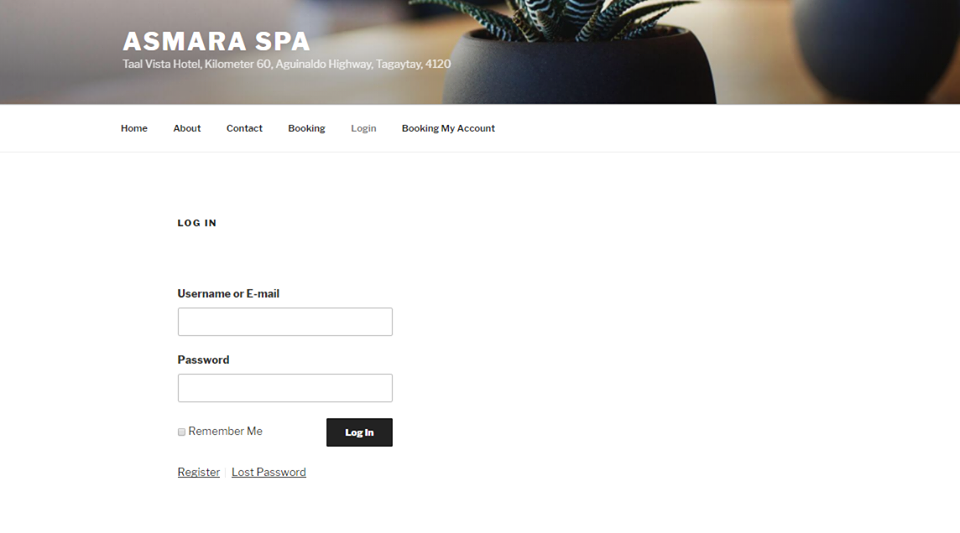 ASMARA SPA
Taal Vista Hotel, Kilometer 60, Aguinaldo Highway, Tagaytay, 4120
Home About Contact Booking Login Booking My Account
LOG IN
Username or E-mail
Password
Remember Me Log In
Register Lost Password